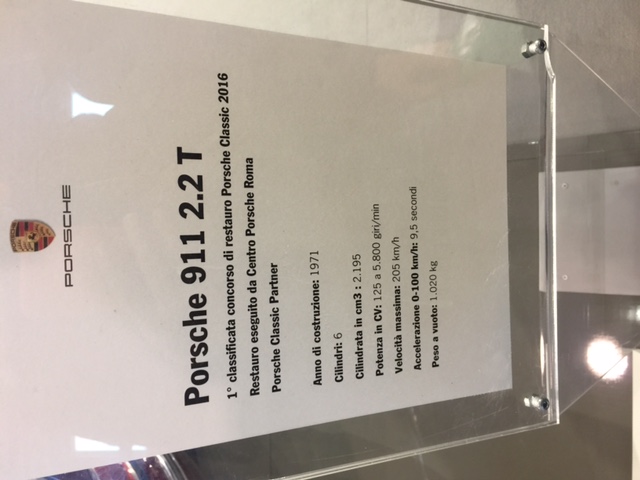 PORSCHE
Porsche 911 2.2 T
1° classificata concorso di restauro Porsche Classic 2016
Restauro eseguito da Centro Porsche Roma
Porsche Classic Partner
Anno di costruzione: 1971
Cilindri: 6
Cilindrata in cm3 : 2.195
Potenza in CV: 125 a 5.800 giri/min
Velocità massima: 205 km/h
Accelerazione 0-100 km/h: 9,5 secondi
Peso a vuoto: 1.020 kg